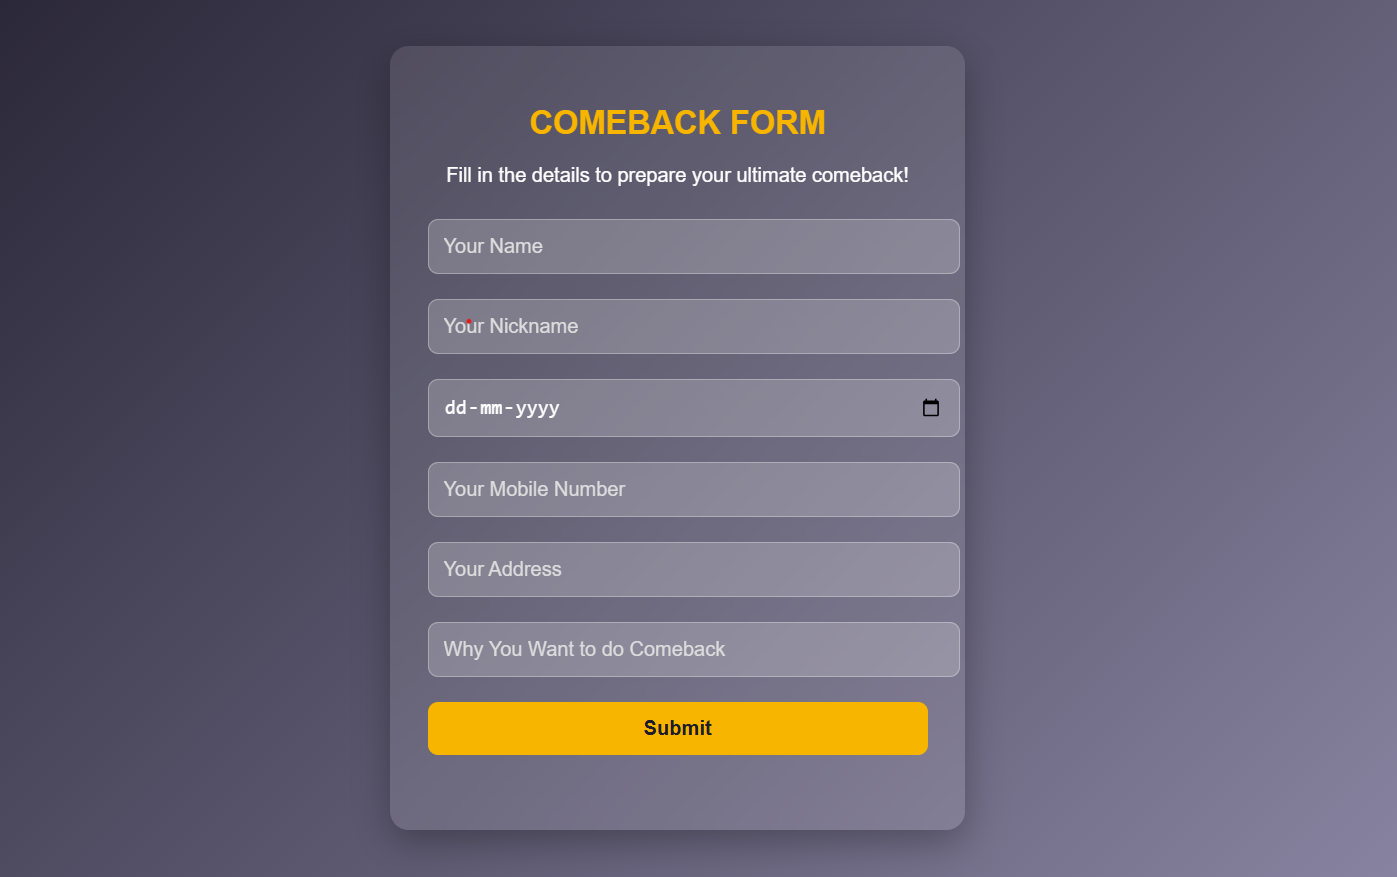 COMEBACK FORM
Fill in the details to prepare your ultimate comeback!
Your Name
Your Nickname
dd-mm-yyyy
Your Mobile Number
Your Address
Why You Want to do Comeback
Submit